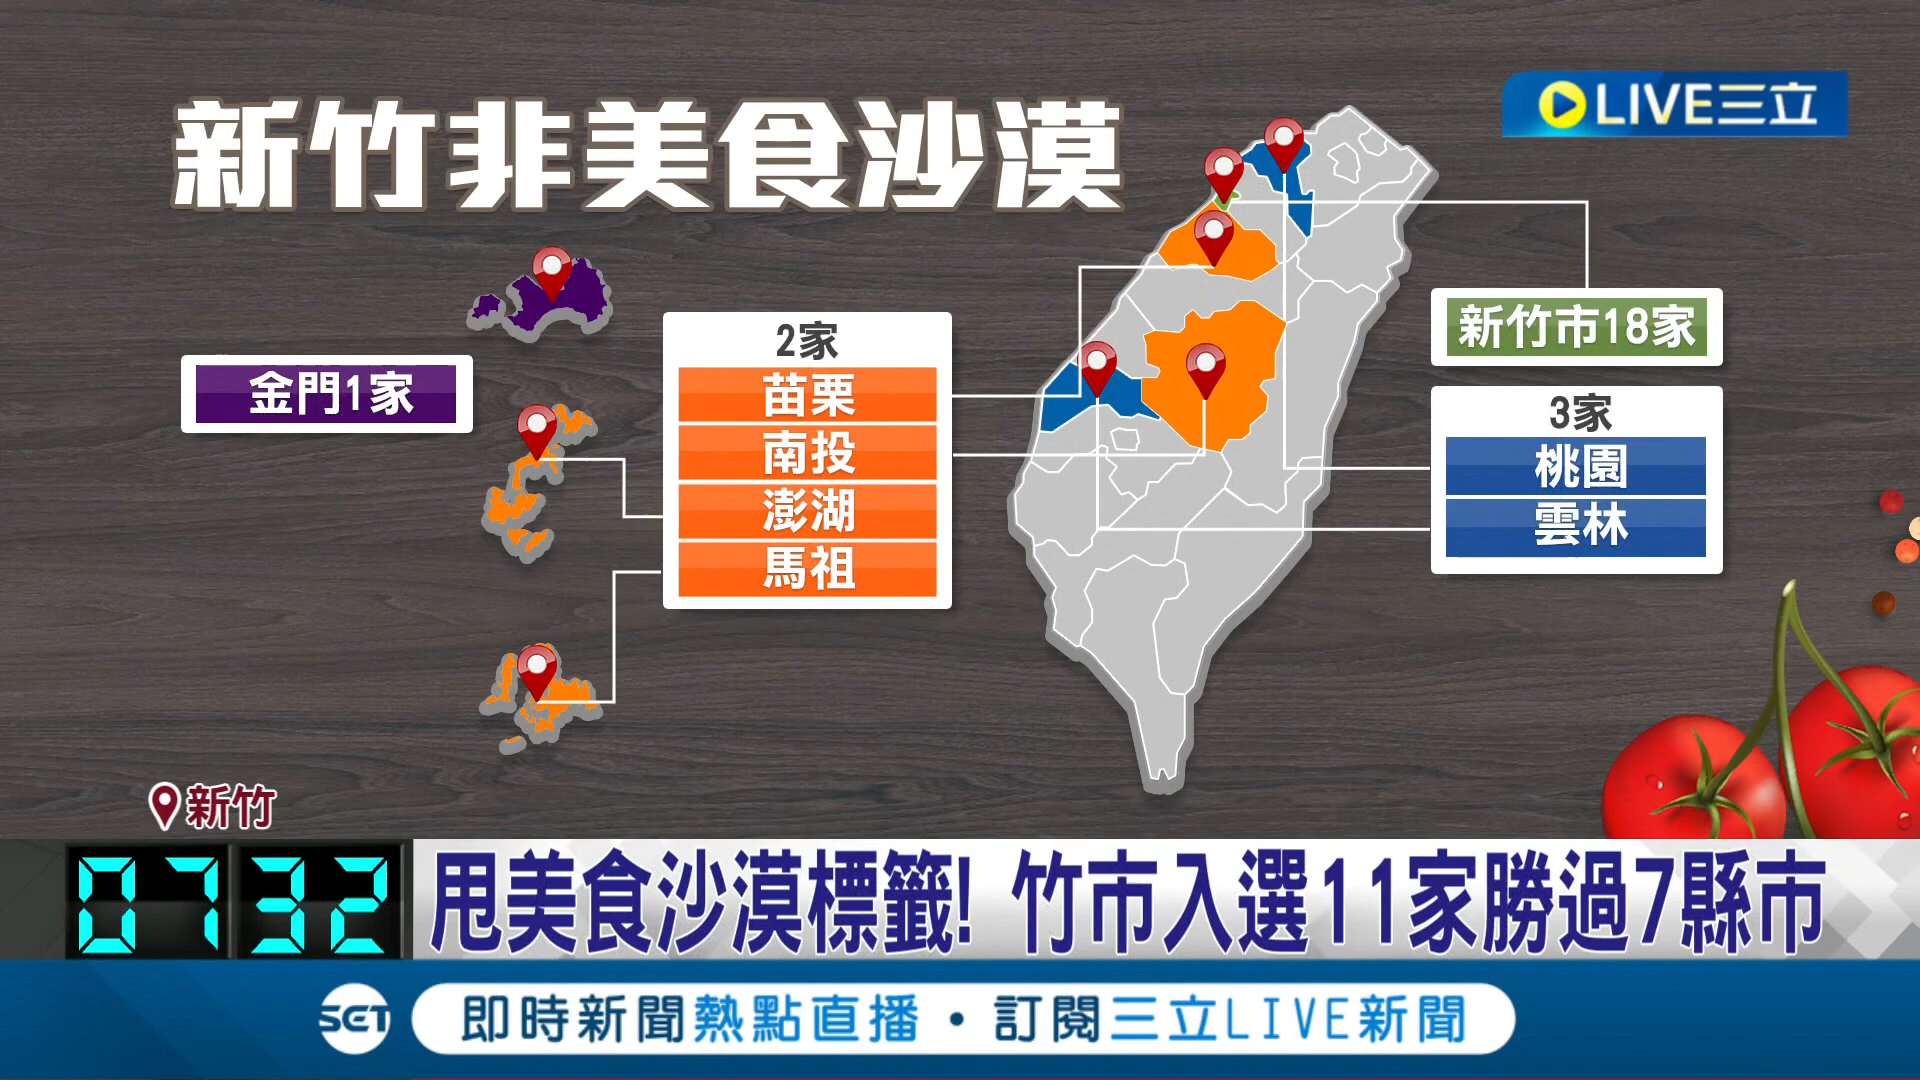 LIVE三立
新竹非美食沙漠
金門1家
2家
苗栗
南投
澎湖
馬祖
新竹市18家
3家
桃園
雲林
新竹
0732
甩美食沙漠標籤! 竹市入選11家勝過7縣市
SET
即時新聞熱點直播・訂閱三立LIVE新聞